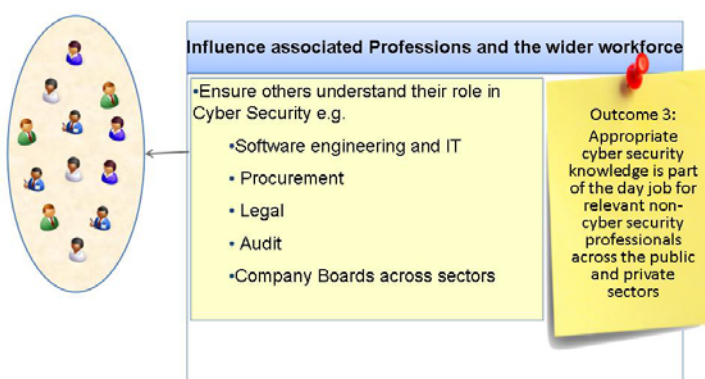 Influence associated Professions and the wider workforce
•Ensure others understand their role in
Cyber Security e.g.
•Software engineering and IT
• Procurement
• Legal
• Audit
•Company Boards across sectors
Outcome 3:
Appropriate
cyber security
knowledge is part
of the day job for
relevant non-
cyber security
professionals
across the public
and private
sectors